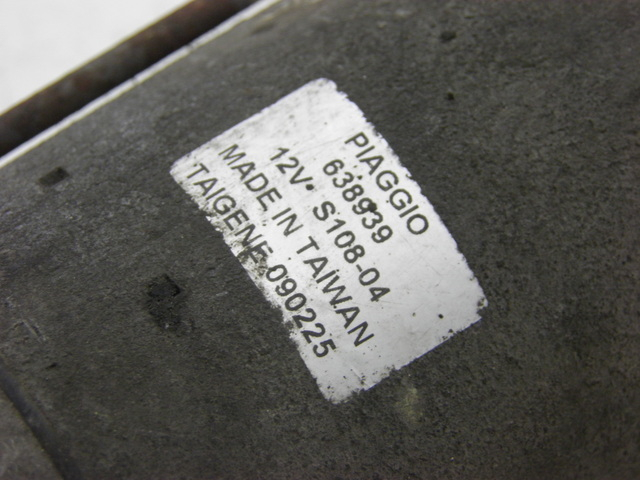 PIAGGIO
638939
12V S108-04
MADE IN TAIWAN
TAIGENE 090225